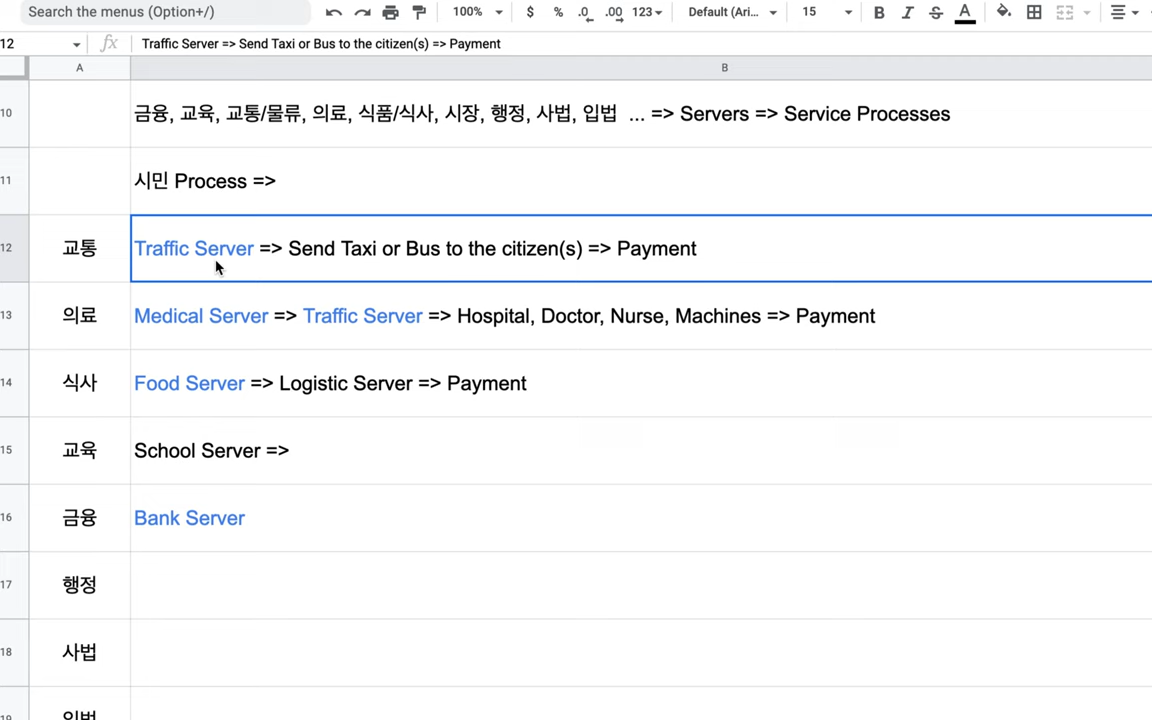 Search the menus (Option+/)
100% $ % .0 .00 123 Default (Ari... 15 B I S A
12 fx Traffic Server => Send Taxi or Bus to the citizen(s) => Payment
A B
10 금융, 교육, 교통/물류, 의료, 식품/식사, 시장, 행정, 사법, 입법 ... => Servers => Service Processes
11 시민 Process =>
12 교통 Traffic Server => Send Taxi or Bus to the citizen(s) => Payment
13 의료 Medical Server => Traffic Server => Hospital, Doctor, Nurse, Machines => Payment
14 식사 Food Server => Logistic Server => Payment
15 교육 School Server =>
16 금융 Bank Server
17 행정
18 사법
19 입법